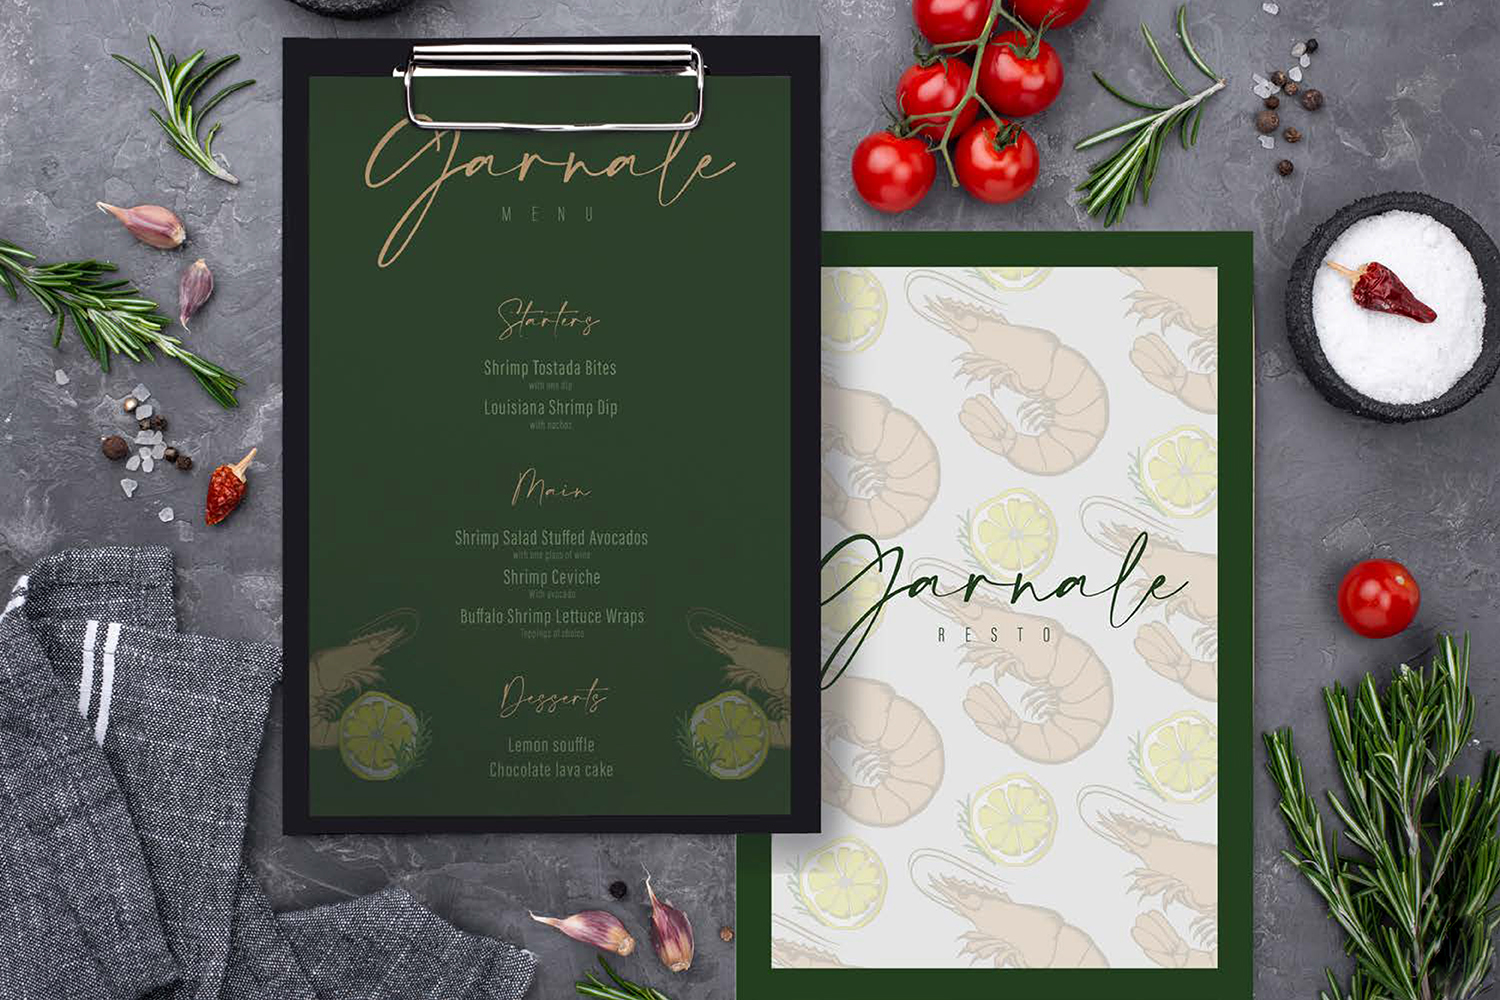 Garnale
MENU
Starters
Shrimp Tostada Bites
with one dip
Louisiana Shrimp Dip
with nachos
Main
Shrimp Salad Stuffed Avocados
with one glass of wine
Shrimp Ceviche
With avocado
Buffalo Shrimp Lettuce Wraps
Toppings of choice
Desserts
Lemon souffle
Chocolate lava cake
Garnale
RESTO